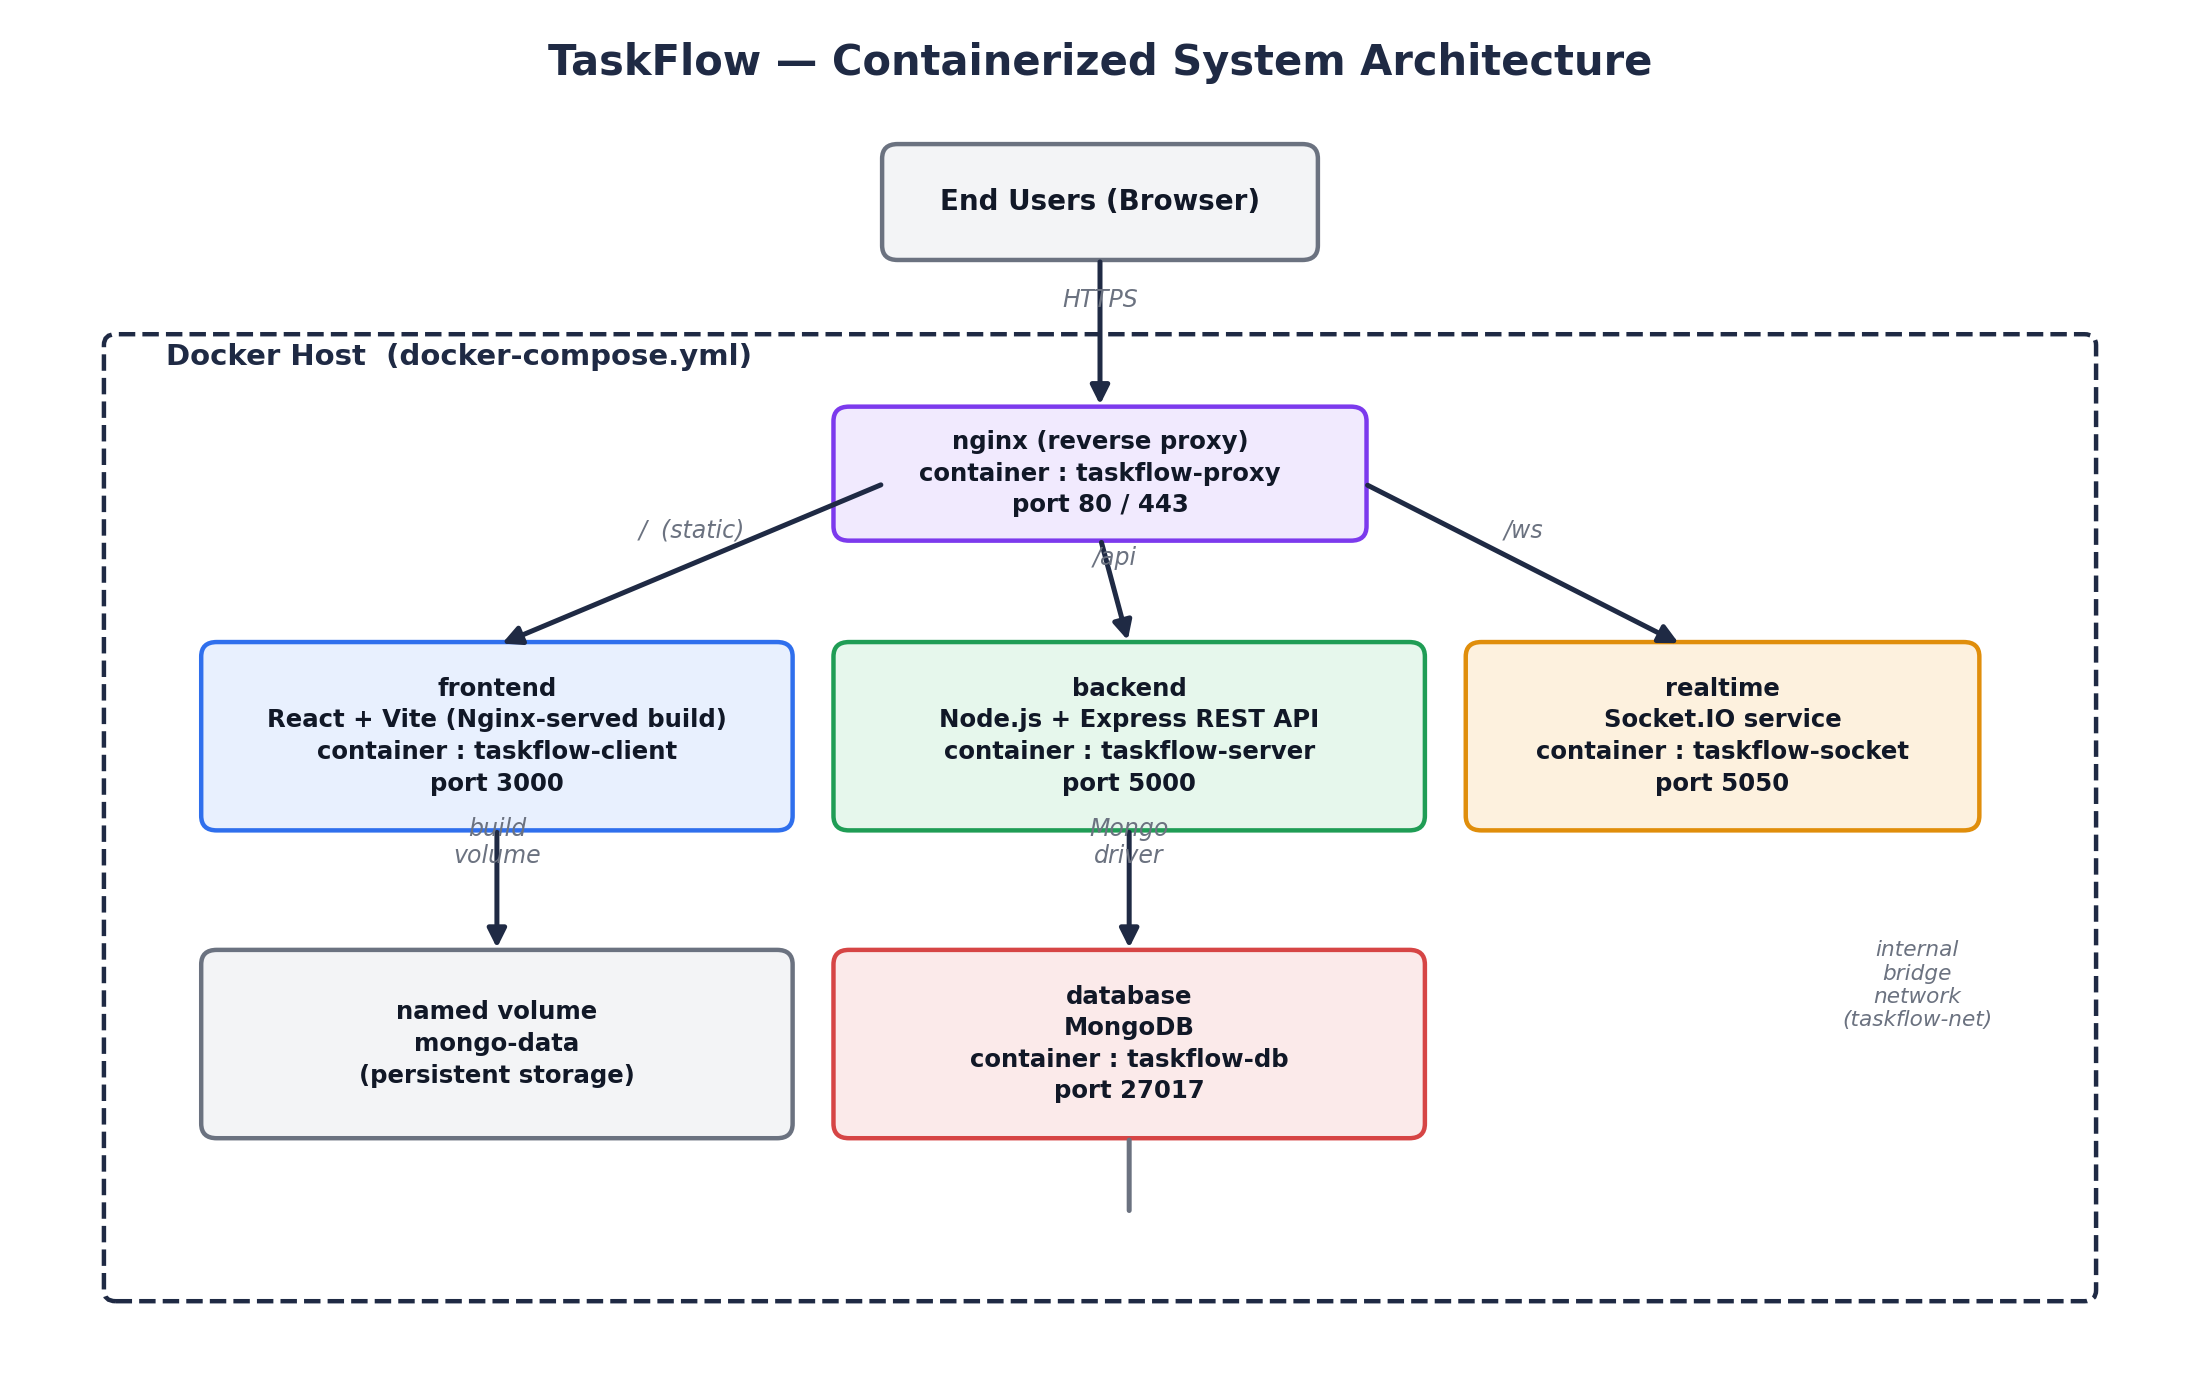 TaskFlow — Containerized System Architecture
End Users (Browser)
HTTPS
Docker Host  (docker-compose.yml)
nginx (reverse proxy)
container : taskflow-proxy
port 80 / 443
/  (static)
/api
/ws
frontend
React + Vite (Nginx-served build)
container : taskflow-client
port 3000
backend
Node.js + Express REST API
container : taskflow-server
port 5000
realtime
Socket.IO service
container : taskflow-socket
port 5050
build
volume
Mongo
driver
named volume
mongo-data
(persistent storage)
database
MongoDB
container : taskflow-db
port 27017
internal
bridge
network
(taskflow-net)